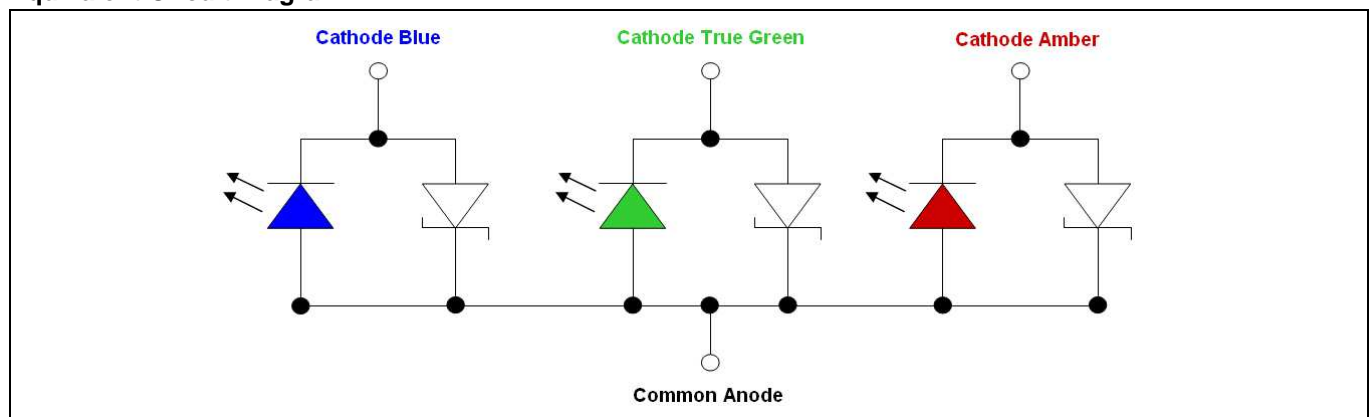 Cathode Blue
Cathode True Green
Cathode Amber
Common Anode